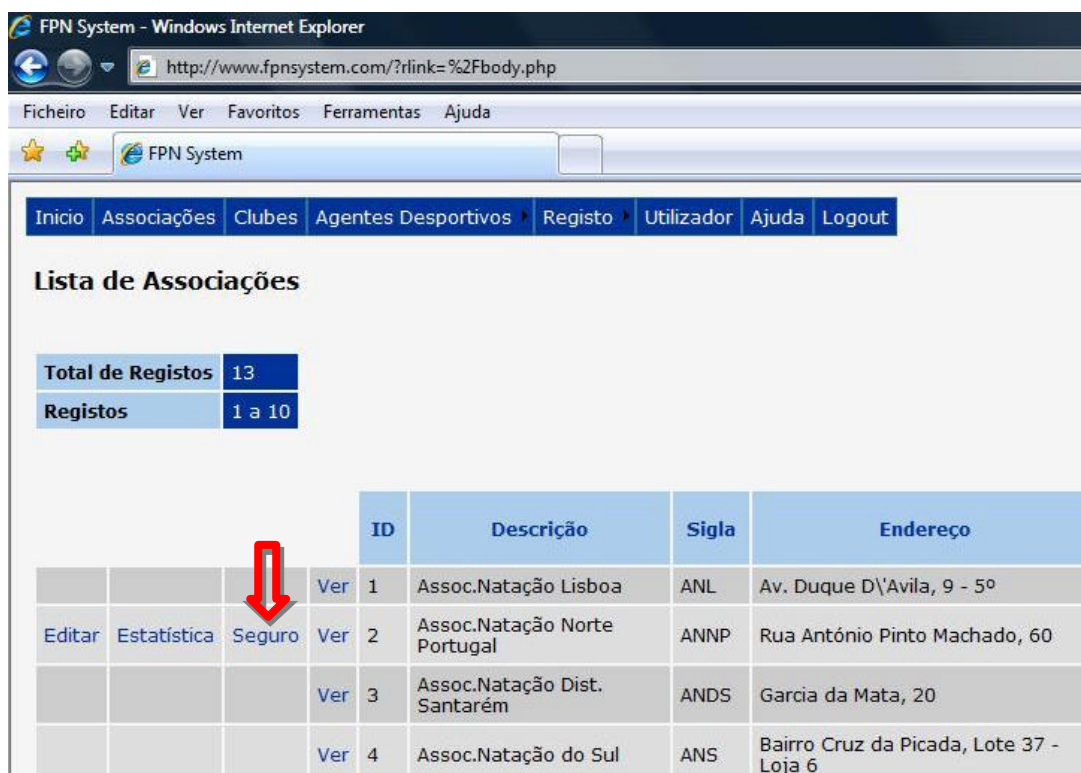 FPN System - Windows Internet Explorer
http://www.fpnsystem.com/?rlink=%2Fbody.php
Ficheiro Editar Ver Favoritos Ferramentas Ajuda
FPN System
Inicio Associações Clubes Agentes Desportivos Registo Utilizador Ajuda Logout
Lista de Associações
Total de Registos 13
Registos 1 a 10
ID Descrição Sigla Endereço
Ver 1 Assoc.Natação Lisboa ANL Av. Duque D\'Avila, 9 - 5º
Editar Estatística Seguro Ver 2 Assoc.Natação Norte Portugal ANNP Rua António Pinto Machado, 60
Ver 3 Assoc.Natação Dist. Santarém ANDS Garcia da Mata, 20
Ver 4 Assoc.Natação do Sul ANS Bairro Cruz da Picada, Lote 37 - Loja 6